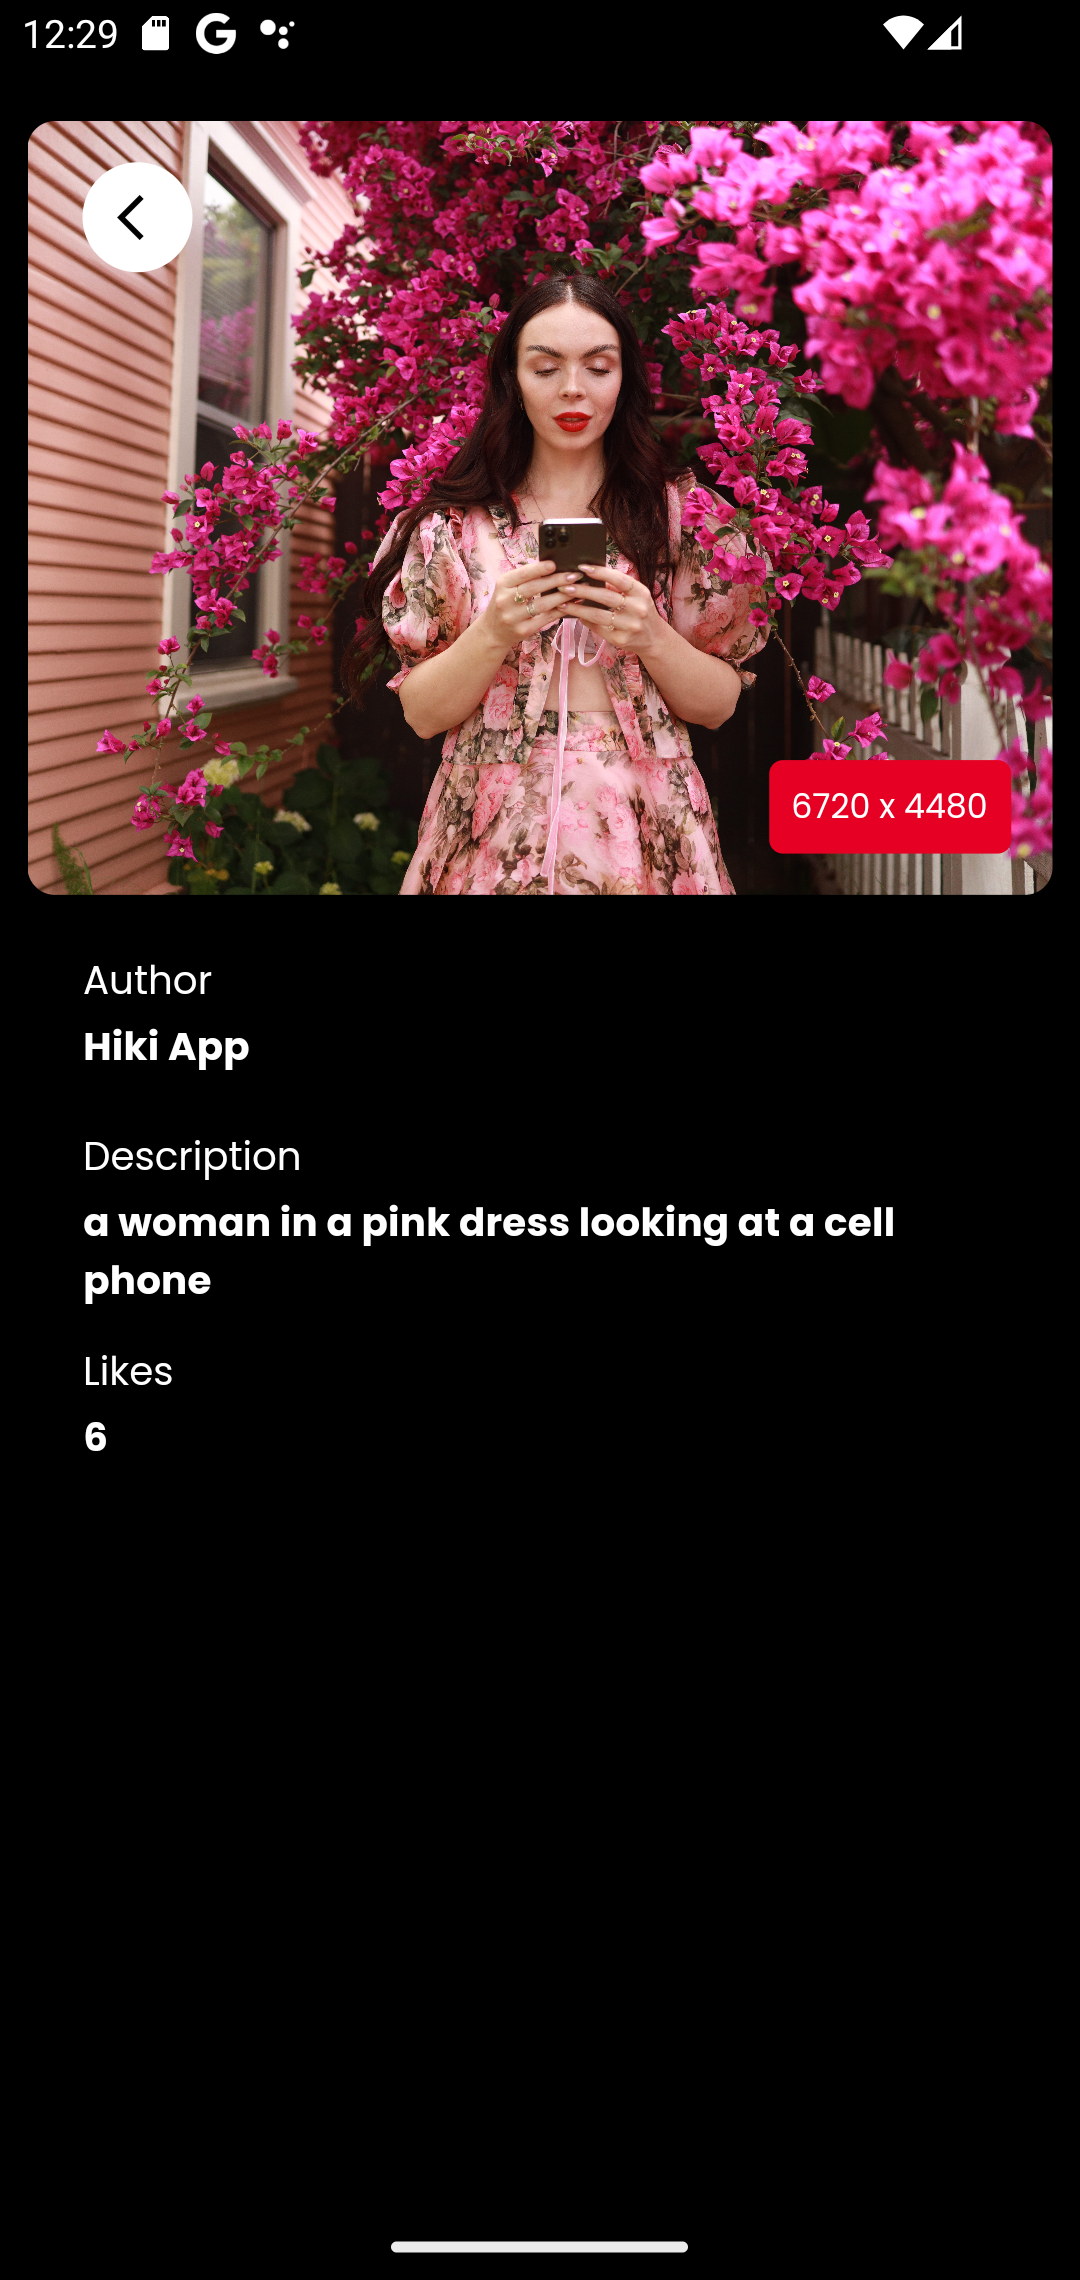 12:29
6720 x 4480
Author
Hiki App
Description
a woman in a pink dress looking at a cell
phone
Likes
6